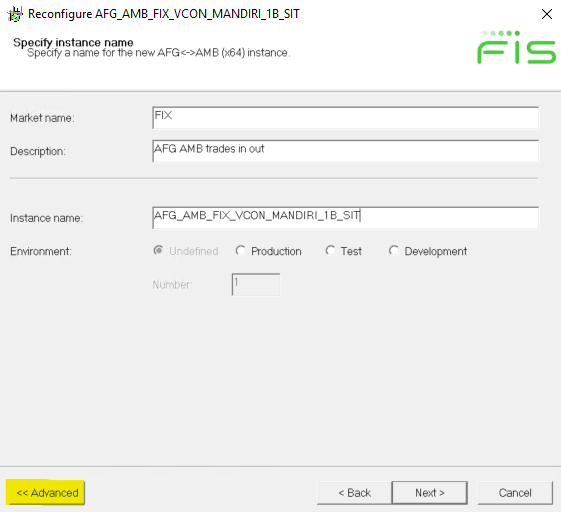 Reconfigure AFG_AMB_FIX_VCON_MANDIRI_1B_SIT
Specify instance name
Specify a name for the new AFG<->AMB (x64) instance.
FIS
Market name: FIX
Description: AFG AMB trades in out
Instance name: AFG_AMB_FIX_VCON_MANDIRI_1B_SIT
Environment: Undefined Production Test Development
Number: 1
<< Advanced < Back Next > Cancel